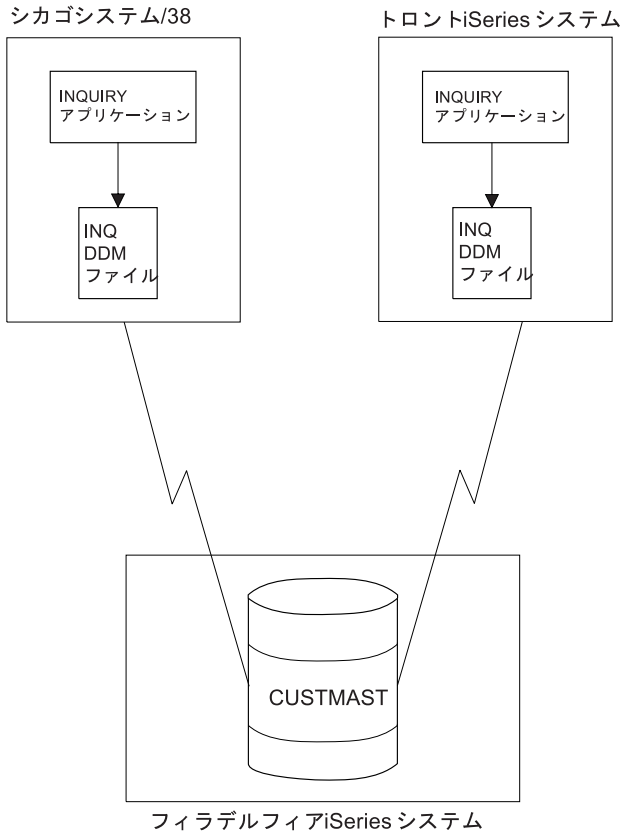 シカゴシステム/38
トロントiSeries システム
INQUIRY
アプリケーション
INQ
DDM
ファイル
INQUIRY
アプリケーション
INQ
DDM
ファイル
CUSTMAST
フィラデルフィアiSeries システム